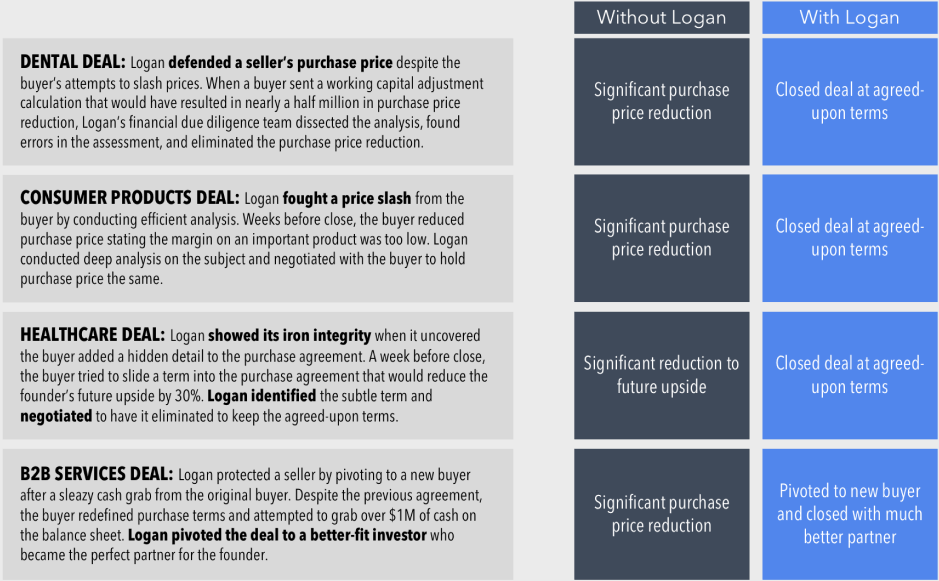 Without Logan
With Logan
DENTAL DEAL: Logan defended a seller's purchase price despite the
buyer's attempts to slash prices. When a buyer sent a working capital adjustment
calculation that would have resulted in nearly a half million in purchase price
reduction, Logan's financial due diligence team dissected the analysis, found
errors in the assessment, and eliminated the purchase price reduction.
Significant purchase
price reduction
Closed deal at agreed-
upon terms
CONSUMER PRODUCTS DEAL: Logan fought a price slash from the
buyer by conducting efficient analysis. Weeks before close, the buyer reduced
purchase price stating the margin on an important product was too low. Logan
conducted deep analysis on the subject and negotiated with the buyer to hold
purchase price the same.
Significant purchase
price reduction
Closed deal at agreed-
upon terms
HEALTHCARE DEAL: Logan showed its iron integrity when it uncovered
the buyer added a hidden detail to the purchase agreement. A week before close,
the buyer tried to slide a term into the purchase agreement that would reduce the
founder's future upside by 30%. Logan identified the subtle term and
negotiated to have it eliminated to keep the agreed-upon terms.
Significant reduction to
future upside
Closed deal at agreed-
upon terms
B2B SERVICES DEAL: Logan protected a seller by pivoting to a new buyer
after a sleazy cash grab from the original buyer. Despite the previous agreement,
the buyer redefined purchase terms and attempted to grab over $1M of cash on
the balance sheet. Logan pivoted the deal to a better-fit investor who
became the perfect partner for the founder.
Significant purchase
price reduction
Pivoted to new buyer
and closed with much
better partner